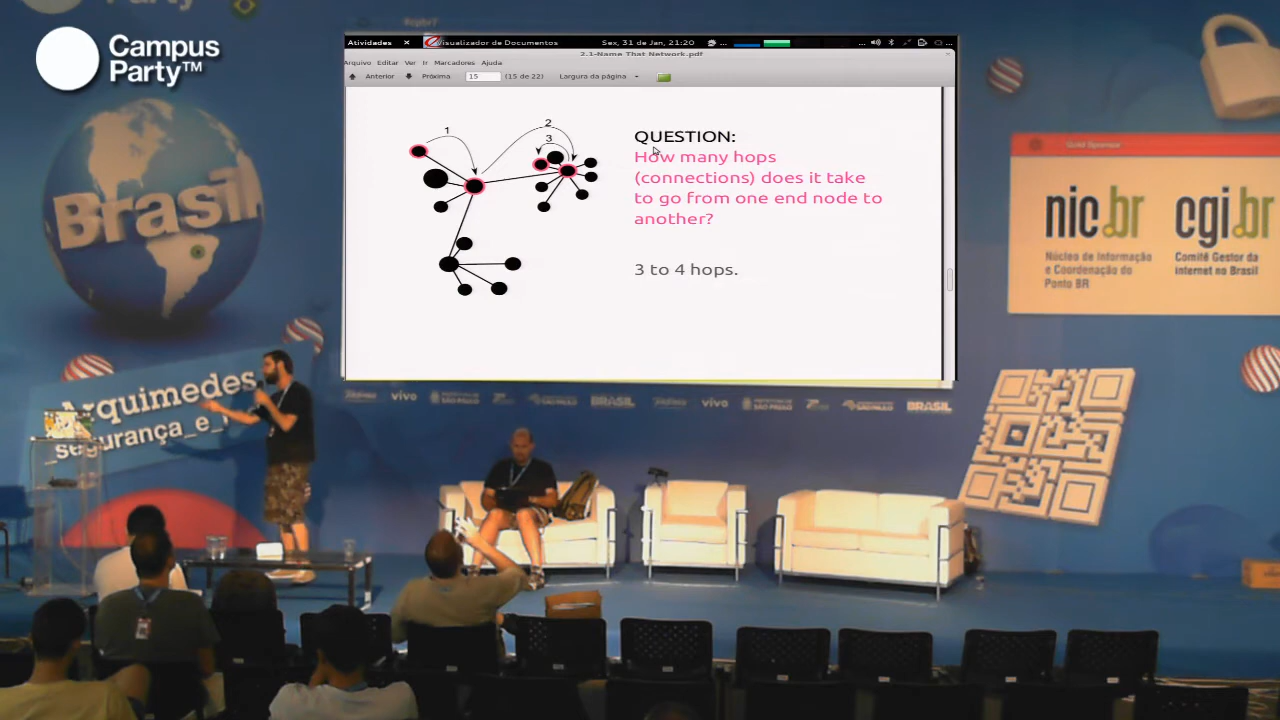 Campus
Party™
Brasil
Arquimedes
Atividades
Visualizador de Documentos
Sex, 31 de Jan, 21:20
2.1-Name That Network.pdf
Arquivo Editar Ver Ir Marcadores Ajuda
Anterior Próxima 15 (15 de 22) Largura da página
1
2
3
QUESTION:
How many hops
(connections) does it take
to go from one end node to
another?
3 to 4 hops.
Gold Sponsor
nic.br cgi.br
Núcleo de Informação
e Coordenação do
Ponto BR
Comitê Gestor da
internet no Brasil
vivo
BRASIL
vivo
BRASIL